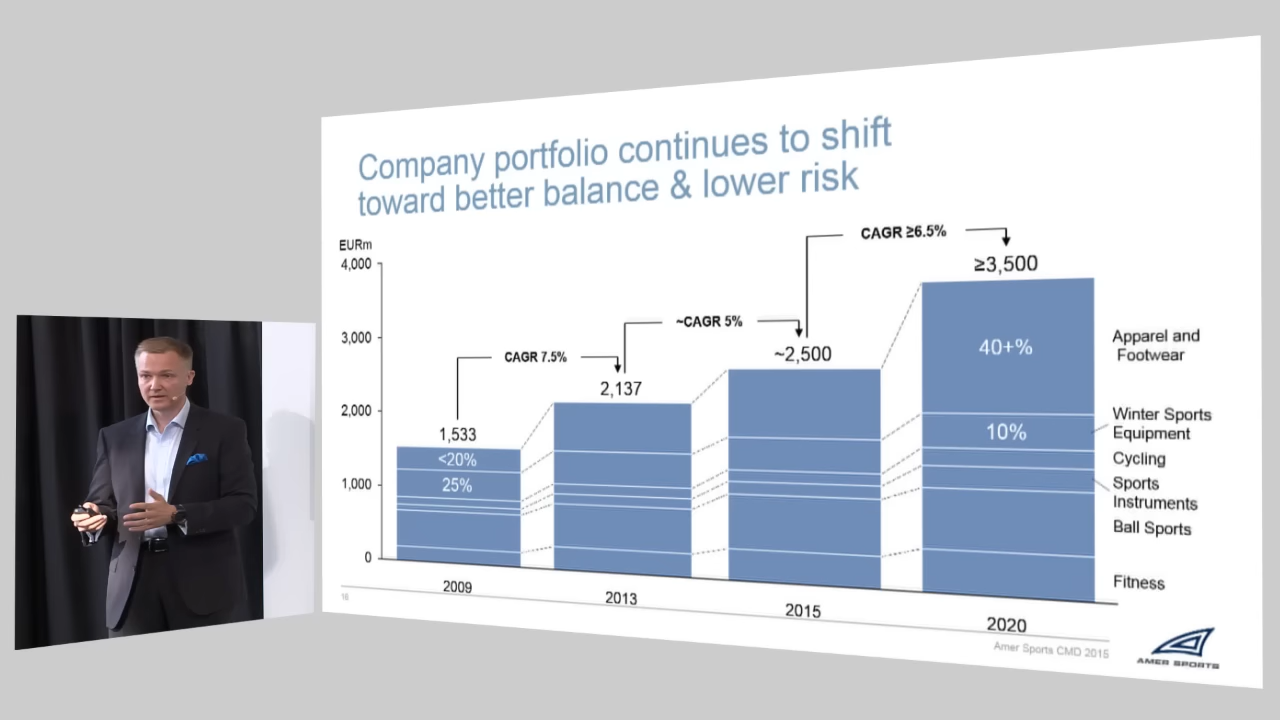 Company portfolio continues to shift
toward better balance & lower risk
EURm
4,000
3,000
2,000
1,000
0
1,533
<20%
25%
CAGR 7.5%
2,137
~CAGR 5%
~2,500
CAGR ≥6.5%
≥3,500
40+%
10%
Apparel and
Footwear
Winter Sports
Equipment
Cycling
Sports
Instruments
Ball Sports
Fitness
2009
2013
2015
2020
16
Amer Sports CMD 2015
AMER SPORTS